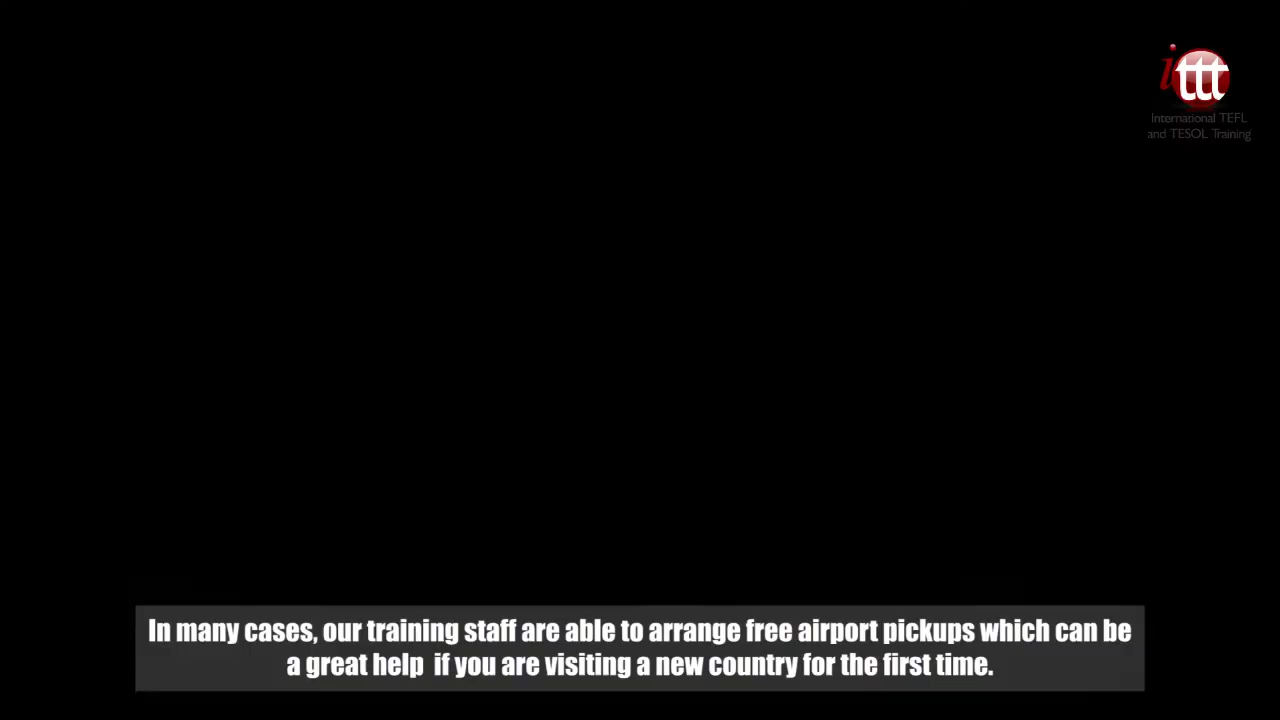 ittt
International TEFL
and TESOL Training
In many cases, our training staff are able to arrange free airport pickups which can be
a great help  if you are visiting a new country for the first time.